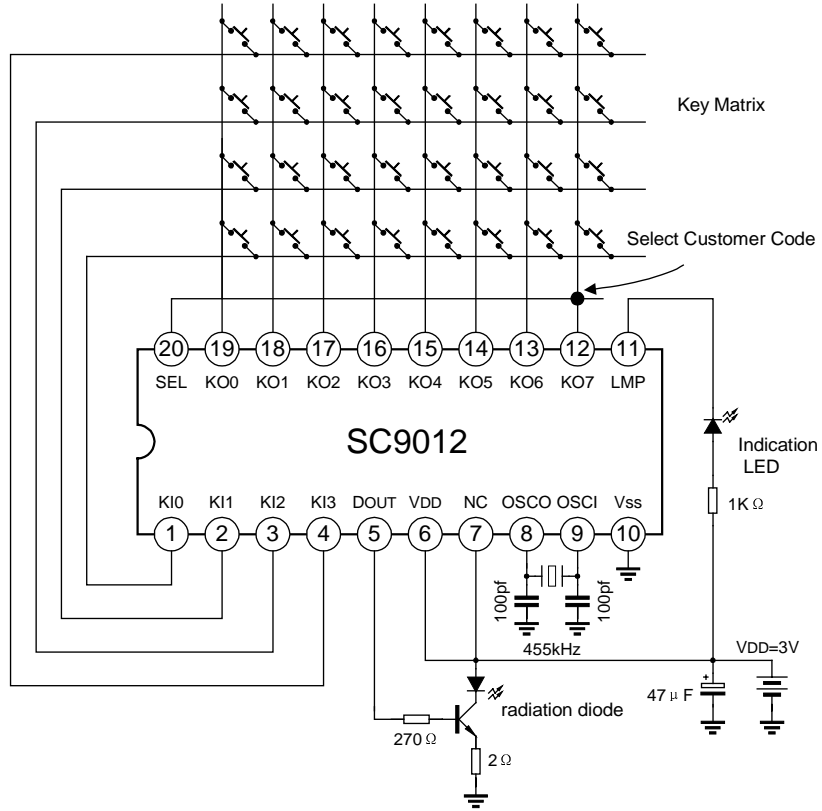 Key Matrix
Select Customer Code
20 19 18 17 16 15 14 13 12 11
SEL KO0 KO1 KO2 KO3 KO4 KO5 KO6 KO7 LMP
SC9012
Indication
LED
1K Ω
KI0 KI1 KI2 KI3 DOUT VDD NC OSCO OSCI Vss
1 2 3 4 5 6 7 8 9 10
100pf 100pf
455kHz
VDD=3V
+
47 μ F
radiation diode
270 Ω
2 Ω